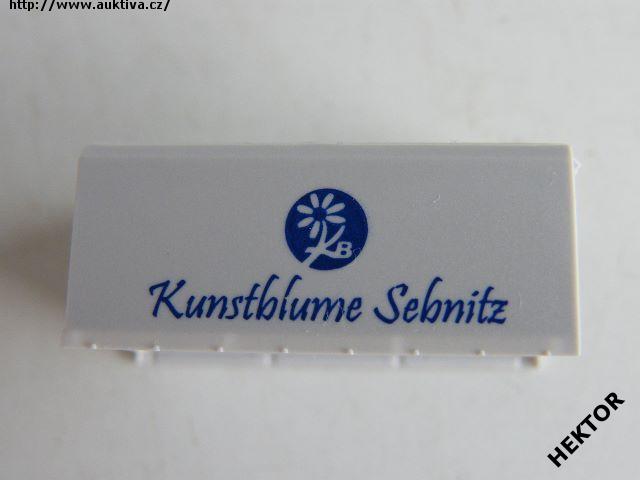 http://www.auktiva.cz/
KB
Kunstblume Sebnitz
HEKTOR